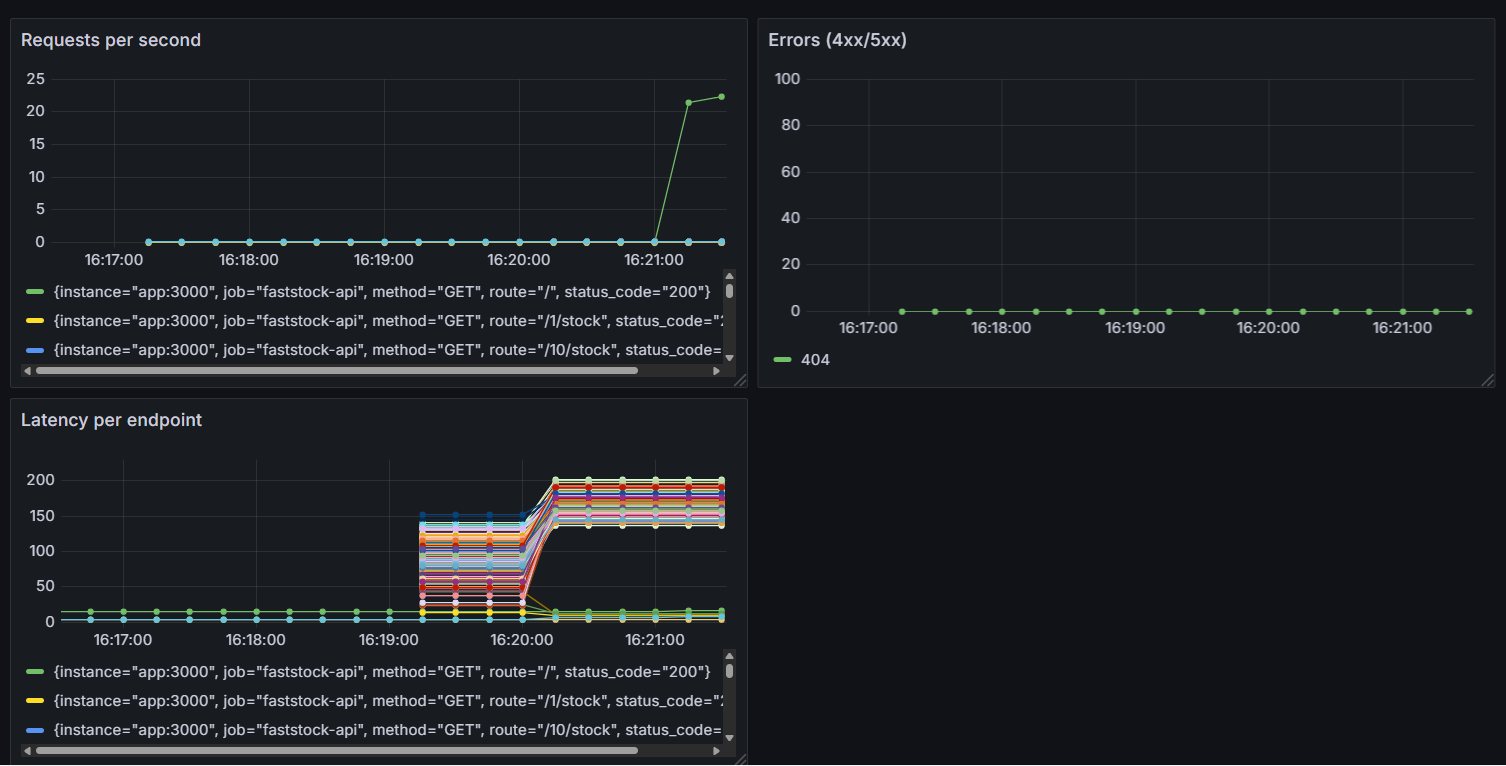 Requests per second
25
20
15
10
5
0
16:17:00 16:18:00 16:19:00 16:20:00 16:21:00
{instance="app:3000", job="faststock-api", method="GET", route="/", status_code="200"}
{instance="app:3000", job="faststock-api", method="GET", route="/1/stock", status_code="2
{instance="app:3000", job="faststock-api", method="GET", route="/10/stock", status_code=
Errors (4xx/5xx)
100
80
60
40
20
0
16:17:00 16:18:00 16:19:00 16:20:00 16:21:00
404
Latency per endpoint
200
150
100
50
0
16:17:00 16:18:00 16:19:00 16:20:00 16:21:00
{instance="app:3000", job="faststock-api", method="GET", route="/", status_code="200"}
{instance="app:3000", job="faststock-api", method="GET", route="/1/stock", status_code="2
{instance="app:3000", job="faststock-api", method="GET", route="/10/stock", status_code=